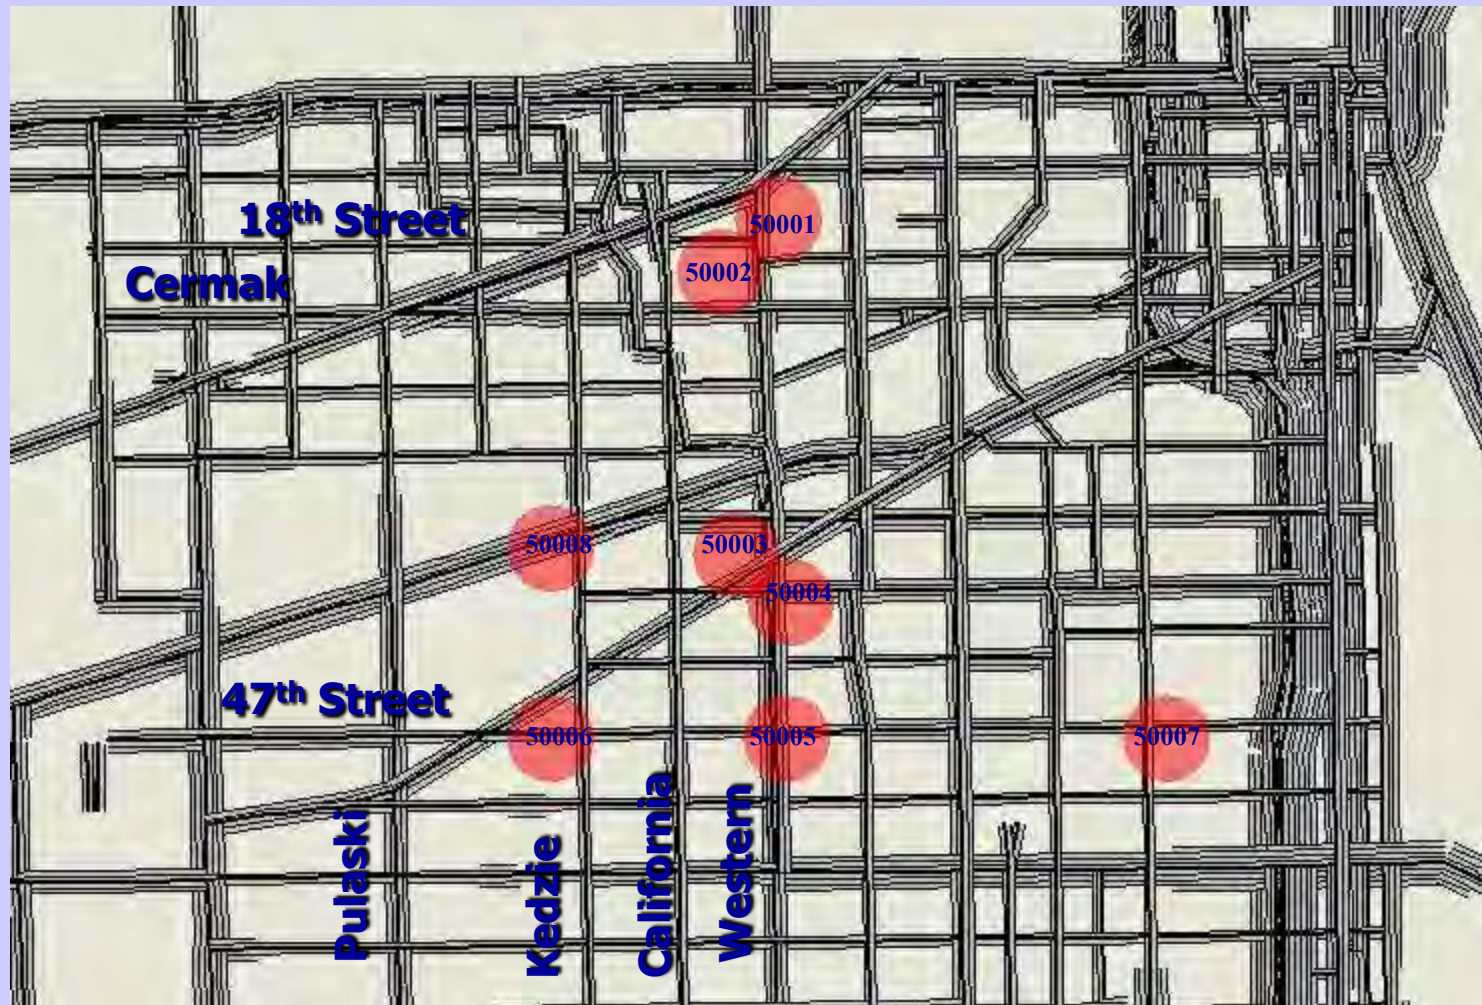 18th Street
50001
Cermak
50002
50008
50003
50004
47th Street
50006
50005
50007
Pulaski
Kedzie
California
Western